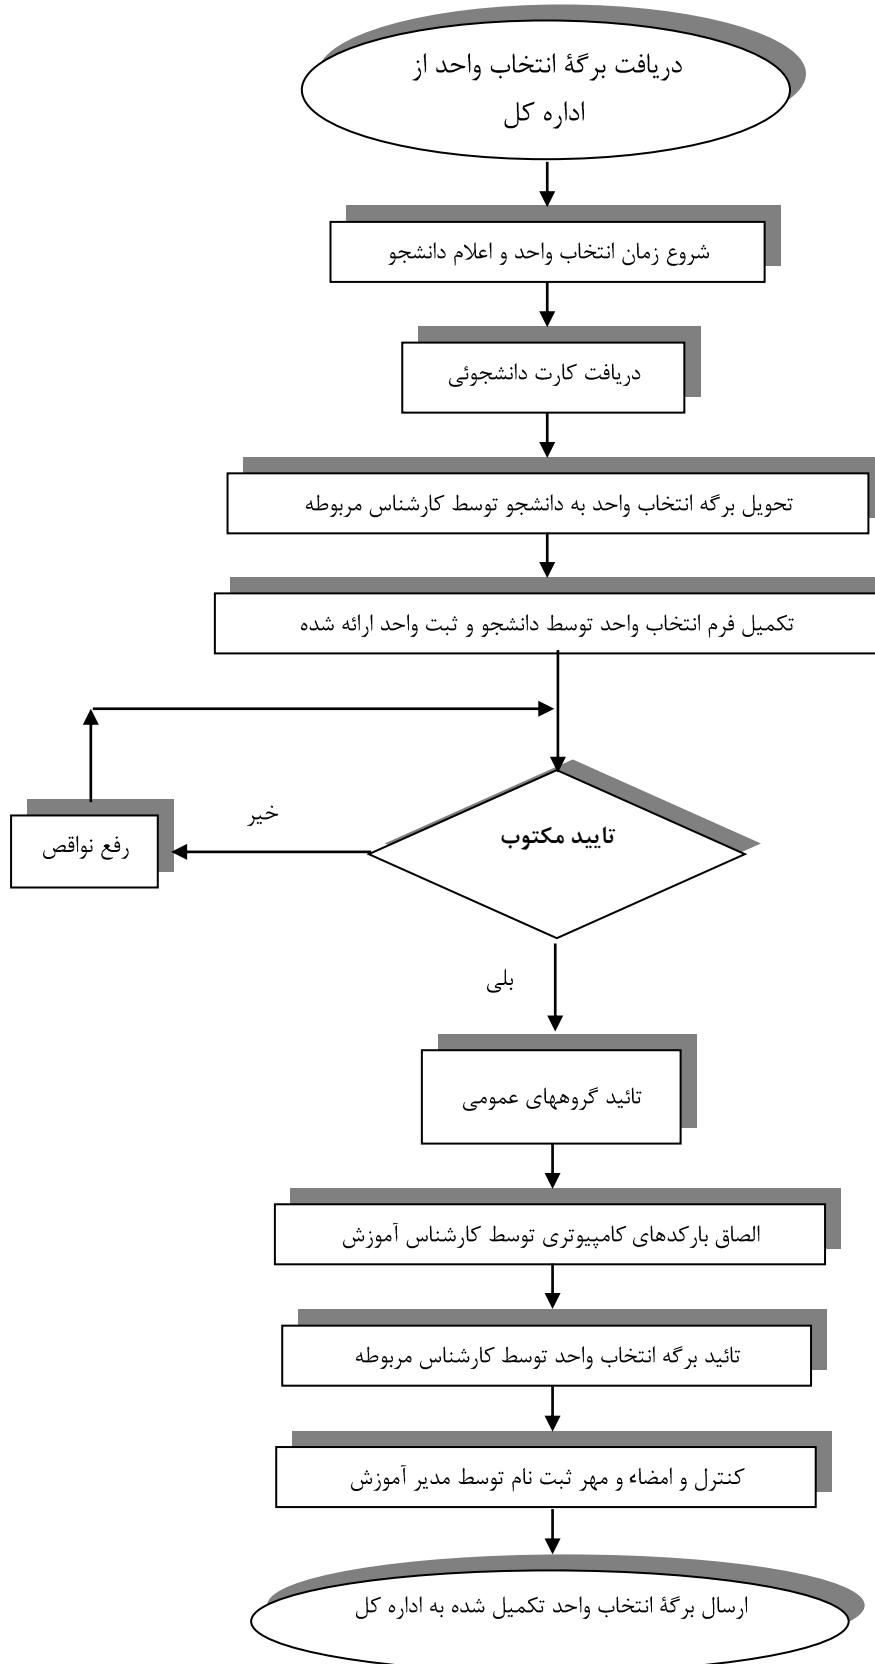 دریافت برگۀ انتخاب واحد از
اداره کل
شروع زمان انتخاب واحد و اعلام دانشجو
دریافت کارت دانشجوئی
تحویل برگه انتخاب واحد به دانشجو توسط کارشناس مربوطه
تکمیل فرم انتخاب واحد توسط دانشجو و ثبت واحد ارائه شده
تایید مکتوب
خیر
رفع نواقص
بلی
تائید گروههای عمومی
الصاق بارکدهای کامپیوتری توسط کارشناس آموزش
تائید برگه انتخاب واحد توسط کارشناس مربوطه
کنترل و امضاء و مهر ثبت نام توسط مدیر آموزش
ارسال برگۀ انتخاب واحد تکمیل شده به اداره کل